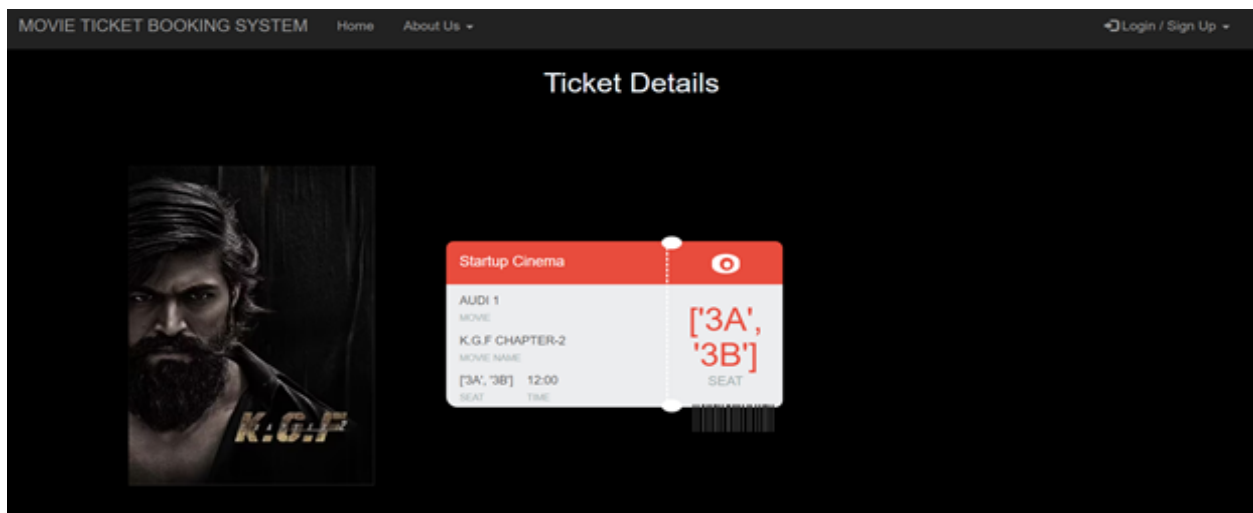 MOVIE TICKET BOOKING SYSTEM Home About Us Login / Sign Up
Ticket Details
K.G.F
Startup Cinema
AUDI 1
MOVIE
K.G.F CHAPTER-2
MOVIE NAME
['3A', '3B'] 12:00
SEAT TIME
['3A',
'3B']
SEAT